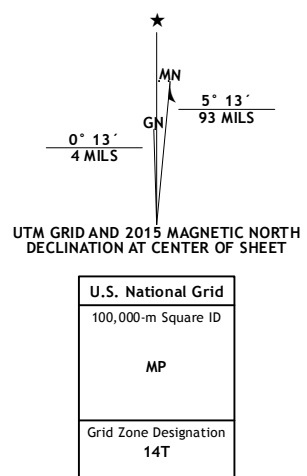 ★
MN
5° 13´
93 MILS
GN
0° 13´
4 MILS
UTM GRID AND 2015 MAGNETIC NORTH
DECLINATION AT CENTER OF SHEET
U.S. National Grid
100,000-m Square ID
MP
Grid Zone Designation
14T